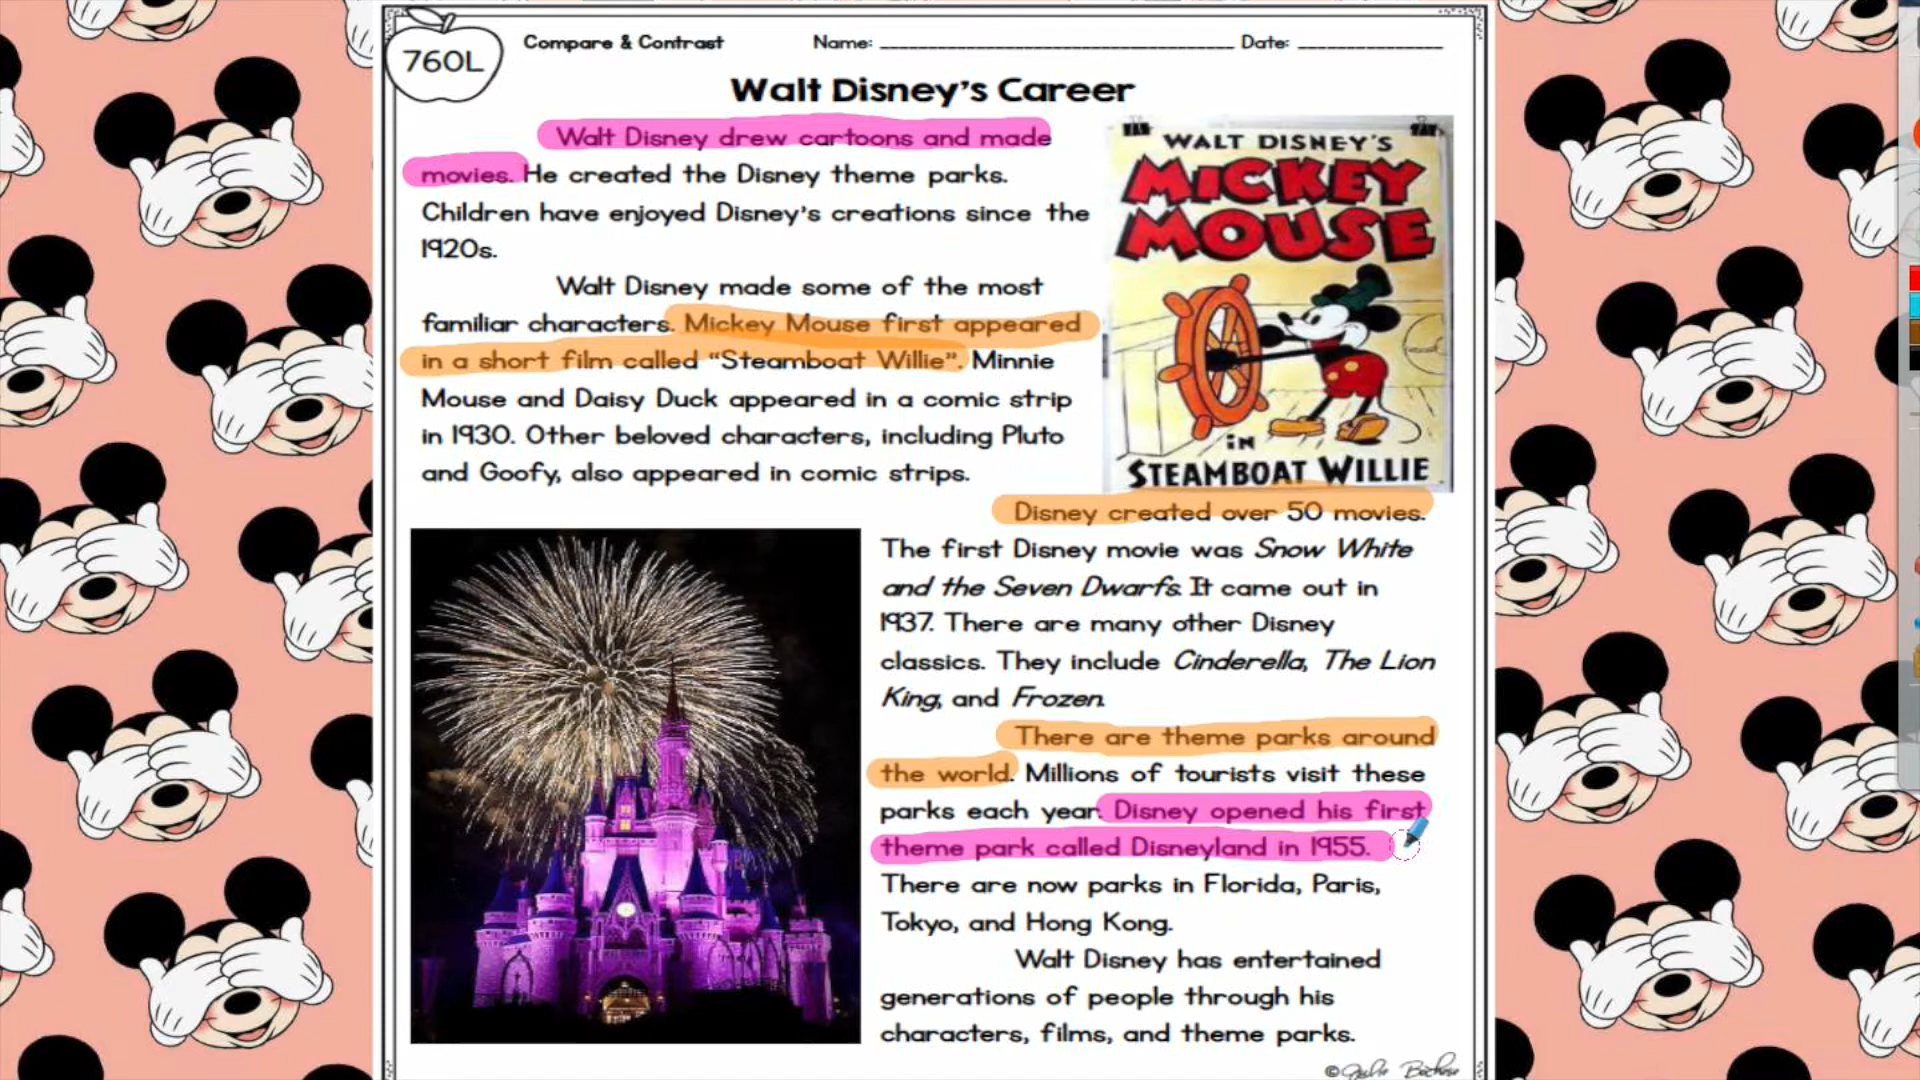 760L
Compare & Contrast Name: ____ Date: ____
Walt Disney's Career
Walt Disney drew cartoons and made
movies. He created the Disney theme parks.
Children have enjoyed Disney's creations since the
1920s.
Walt Disney made some of the most
familiar characters. Mickey Mouse first appeared
in a short film called "Steamboat Willie". Minnie
Mouse and Daisy Duck appeared in a comic strip
in 1930. Other beloved characters, including Pluto
and Goofy, also appeared in comic strips.
WALT DISNEY'S
MICKEY
MOUSE
IN
STEAMBOAT WILLIE
Disney created over 50 movies.
The first Disney movie was Snow White
and the Seven Dwarfs. It came out in
1937. There are many other Disney
classics. They include Cinderella, The Lion
King, and Frozen.
There are theme parks around
the world. Millions of tourists visit these
parks each year. Disney opened his first
theme park called Disneyland in 1955.
There are now parks in Florida, Paris,
Tokyo, and Hong Kong.
Walt Disney has entertained
generations of people through his
characters, films, and theme parks.
©